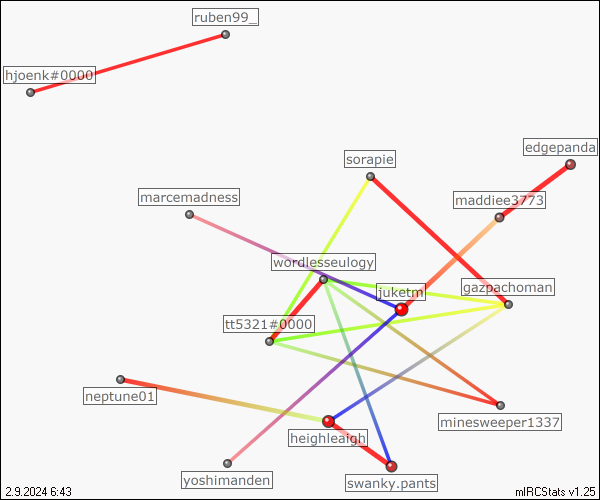 ruben99_
hjoenk#0000
edgepanda
sorapie
marcemadness
maddiee3773
wordlesseulogy
juketm
gazpachoman
tt5321#0000
neptune01
minesweeper1337
heighleaigh
yoshimanden
swanky.pants
2.9.2024 6:43
mIRCStats v1.25